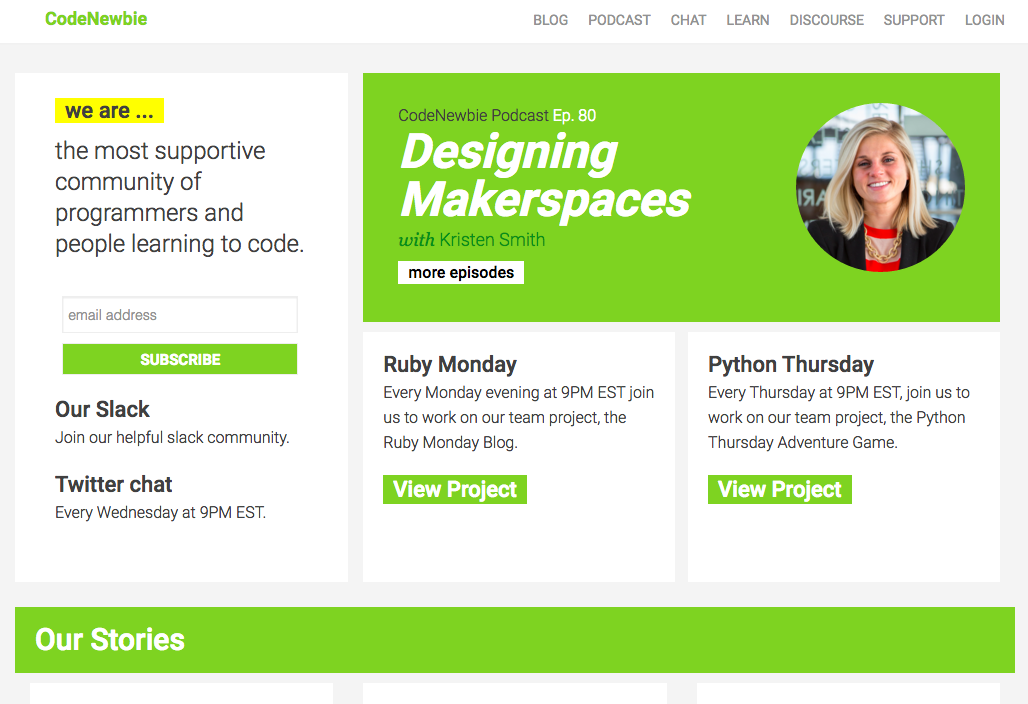 CodeNewbie
BLOG PODCAST CHAT LEARN DISCOURSE SUPPORT LOGIN
we are ...
the most supportive
community of
programmers and
people learning to code.
email address
SUBSCRIBE
Our Slack
Join our helpful slack community.
Twitter chat
Every Wednesday at 9PM EST.
CodeNewbie Podcast Ep. 80
Designing
Makerspaces
with Kristen Smith
more episodes
Ruby Monday
Every Monday evening at 9PM EST join
us to work on our team project, the
Ruby Monday Blog.
View Project
Python Thursday
Every Thursday at 9PM EST, join us to
work on our team project, the Python
Thursday Adventure Game.
View Project
Our Stories